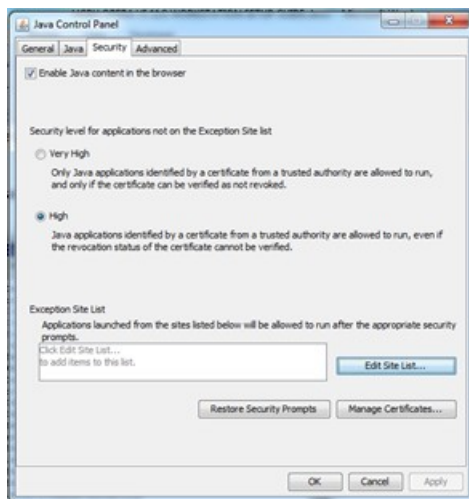 Java Control Panel
General Java Security Advanced
Enable Java content in the browser
Security level for applications not on the Exception Site list
Very High
Only Java applications identified by a certificate from a trusted authority are allowed to run,
and only if the certificate can be verified as not revoked.
High
Java applications identified by a certificate from a trusted authority are allowed to run, even if
the revocation status of the certificate cannot be verified.
Exception Site List
Applications launched from the sites listed below will be allowed to run after the appropriate security
prompts.
Click Edit Site List...
to add items to this list.
Edit Site List...
Restore Security Prompts Manage Certificates...
OK Cancel Apply